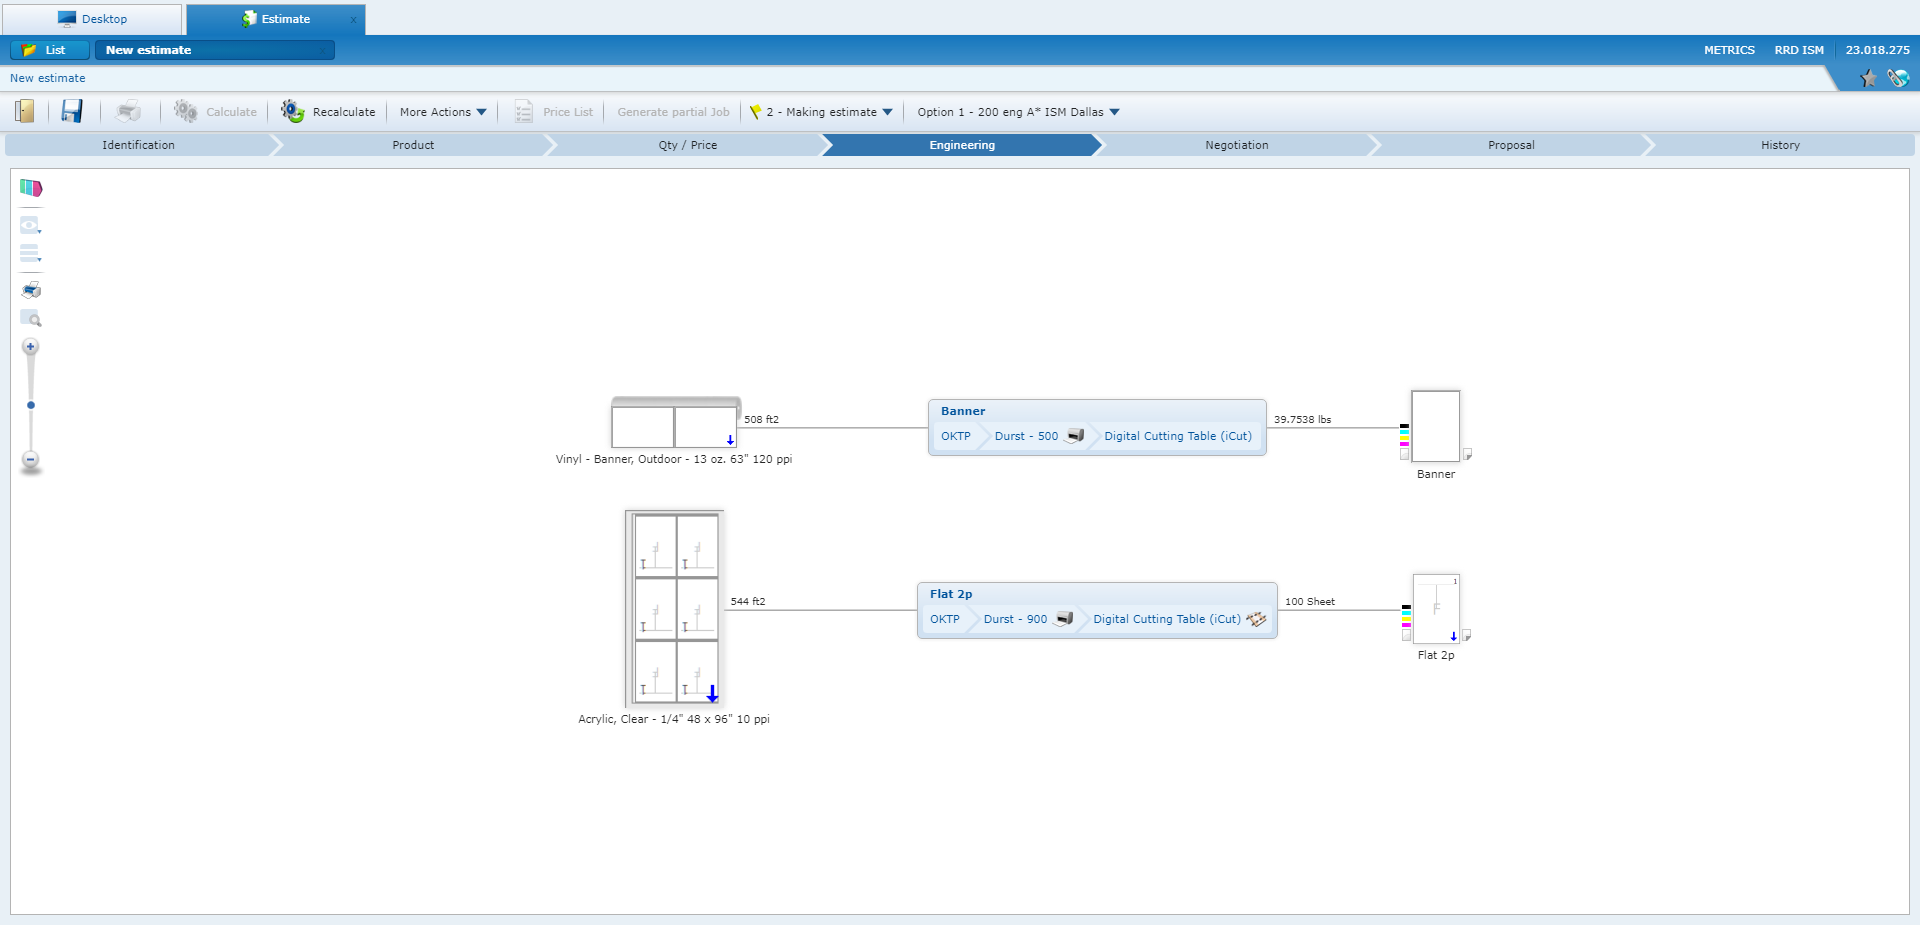 Desktop
Estimate x
List
New estimate
METRICS RRD ISM 23.018.275
New estimate
Calculate
Recalculate
More Actions
Price List
Generate partial Job
2 - Making estimate
Option 1 - 200 eng A* ISM Dallas
Identification
Product
Qty / Price
Engineering
Negotiation
Proposal
History
508 ft2
Vinyl - Banner, Outdoor - 13 oz. 63" 120 ppi
Banner
OKTP Durst - 500 Digital Cutting Table (iCut)
39.7538 lbs
Banner
544 ft2
Acrylic, Clear - 1/4" 48 x 96" 10 ppi
Flat 2p
OKTP Durst - 900 Digital Cutting Table (iCut)
100 Sheet
1
Flat 2p